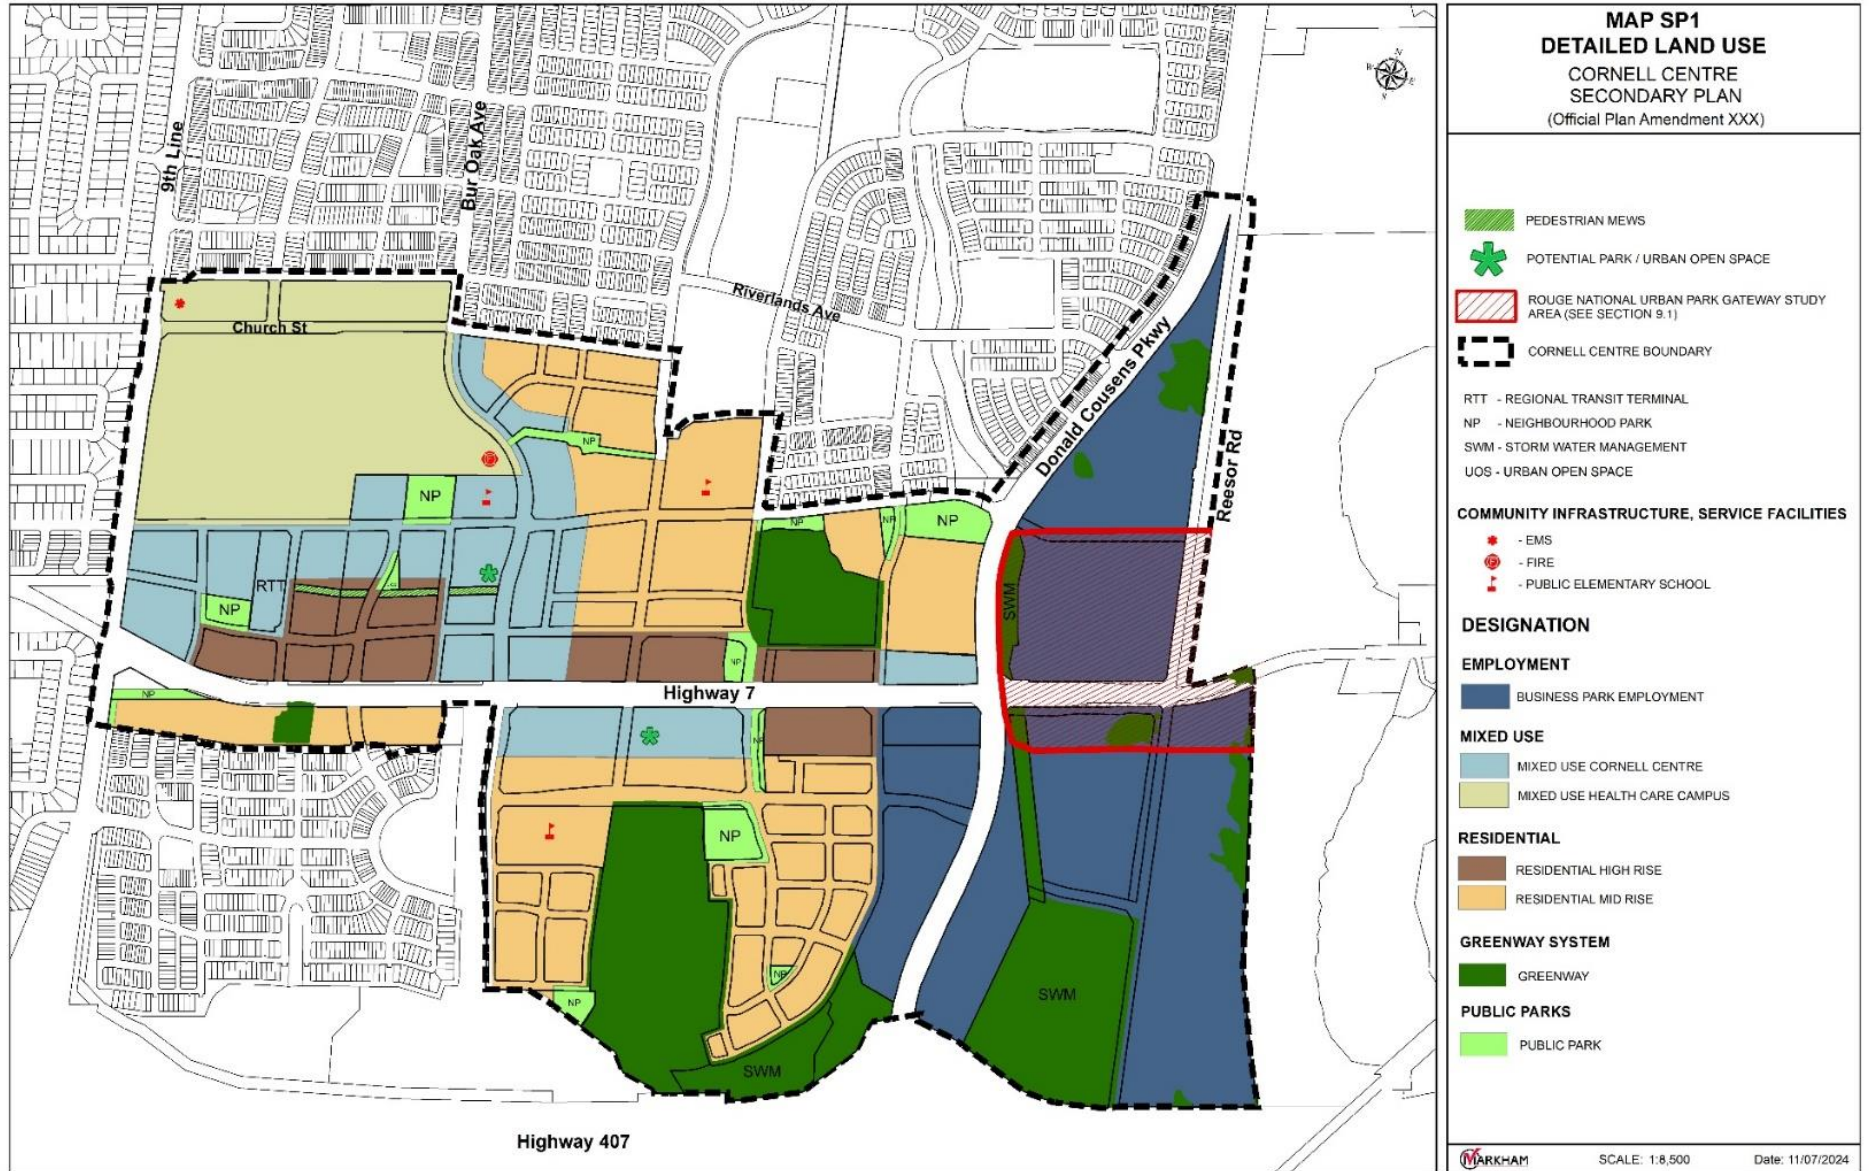 MAP SP1
DETAILED LAND USE
CORNELL CENTRE
SECONDARY PLAN
(Official Plan Amendment XXX)
PEDESTRIAN MEWS
POTENTIAL PARK / URBAN OPEN SPACE
ROUGE NATIONAL URBAN PARK GATEWAY STUDY
AREA (SEE SECTION 9.1)
CORNELL CENTRE BOUNDARY
RTT - REGIONAL TRANSIT TERMINAL
NP - NEIGHBOURHOOD PARK
SWM - STORM WATER MANAGEMENT
UOS - URBAN OPEN SPACE
COMMUNITY INFRASTRUCTURE, SERVICE FACILITIES
- EMS
F - FIRE
- PUBLIC ELEMENTARY SCHOOL
DESIGNATION
EMPLOYMENT
BUSINESS PARK EMPLOYMENT
MIXED USE
MIXED USE CORNELL CENTRE
MIXED USE HEALTH CARE CAMPUS
RESIDENTIAL
RESIDENTIAL HIGH RISE
RESIDENTIAL MID RISE
GREENWAY SYSTEM
GREENWAY
PUBLIC PARKS
PUBLIC PARK
MARKHAM
SCALE: 1:8,500
Date: 11/07/2024
N
W
E
S
9th Line
Bur Oak Ave
Riverlands Ave
Church St
Donald Cousens Pkwy
Reesor Rd
NP
F
NP
NP
NP
NP
RTT
NP
SWM
NP
Highway 7
NP
NP
NP
NP
NP
SWM
SWM
Highway 407